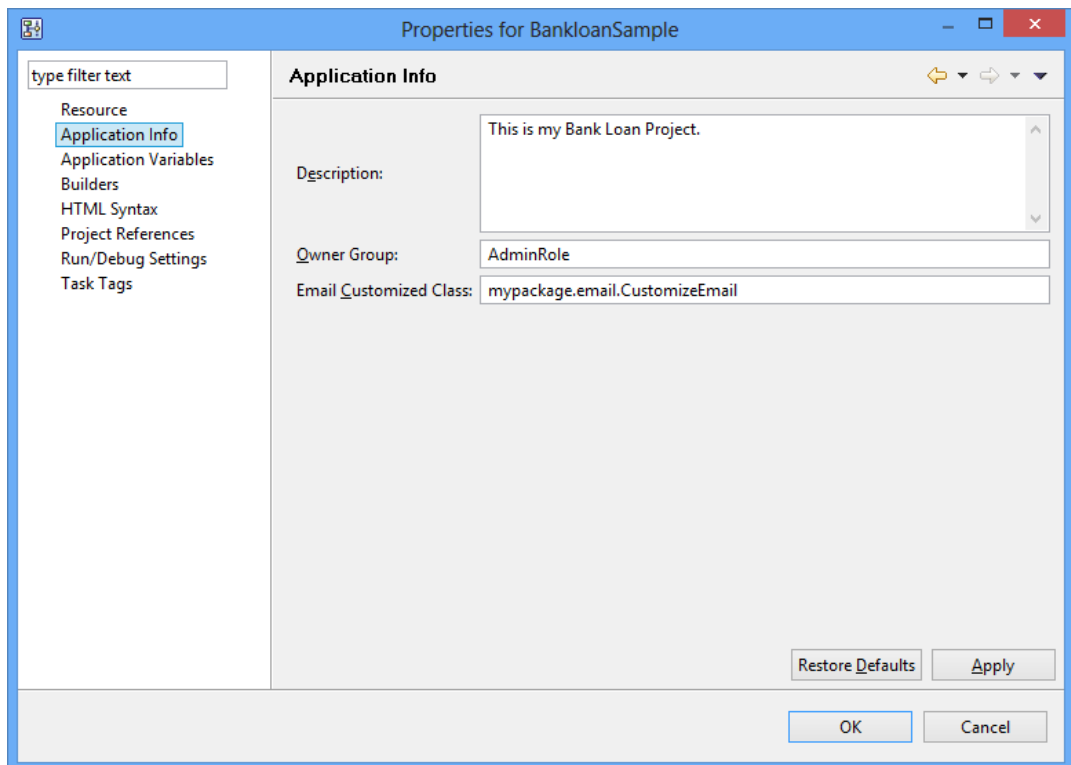 Properties for BankloanSample
type filter text
Resource
Application Info
Application Variables
Builders
HTML Syntax
Project References
Run/Debug Settings
Task Tags
Application Info
Description:
This is my Bank Loan Project.
Owner Group:
AdminRole
Email Customized Class:
mypackage.email.CustomizeEmail
Restore Defaults
Apply
OK
Cancel